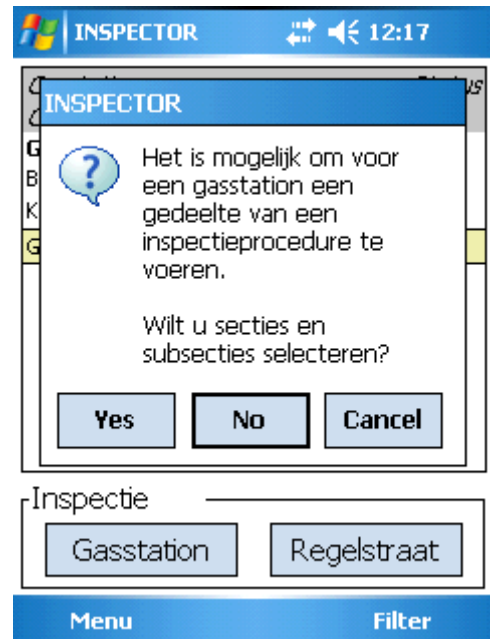 INSPECTOR 12:17
INSPECTOR
Het is mogelijk om voor
een gasstation een
gedeelte van een
inspectieprocedure te
voeren.
Wilt u secties en
subsecties selecteren?
Yes No Cancel
Inspectie
Gasstation Regelstraat
Menu Filter